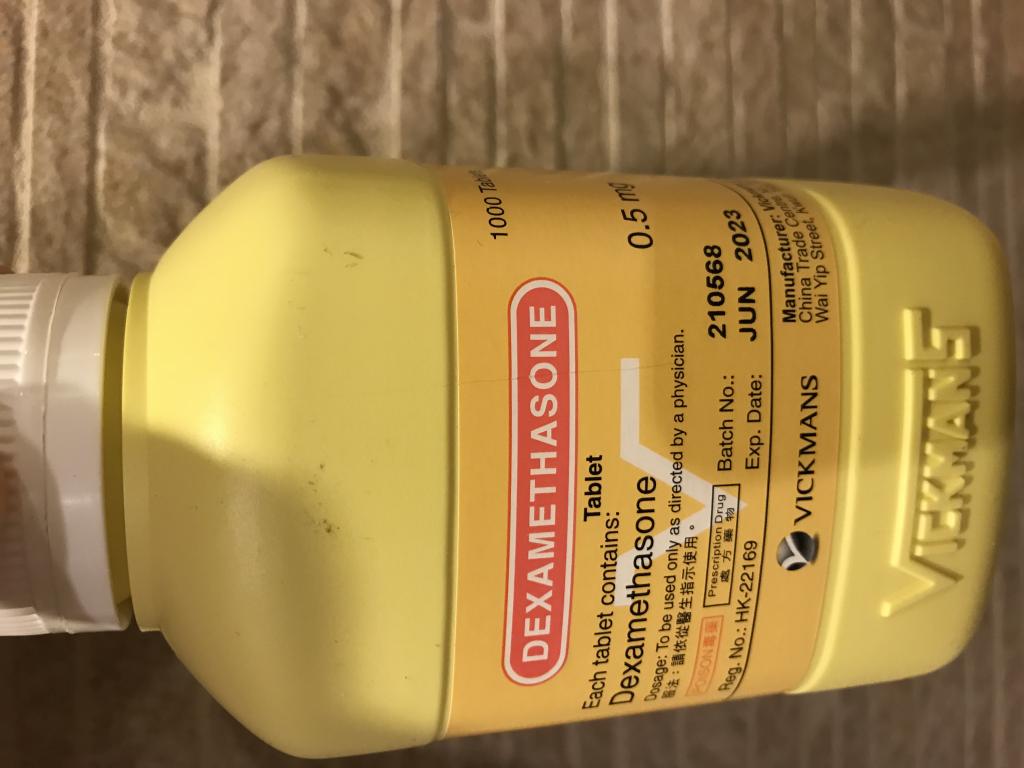 1000 Tablets
DEXAMETHASONE
Tablet
Each tablet contains:
Dexamethasone 0.5 mg
Dosage: To be used only as directed by a physician.
服法：請依從醫生指示使用。
POISON 毒藥
Prescription Drug
處方藥物
Batch No.: 210568
Reg. No.: HK-22169
Exp. Date: JUN 2023
VICKMANS
Manufacturer:
China Trade
Wai Yip Street,
VICKMANS